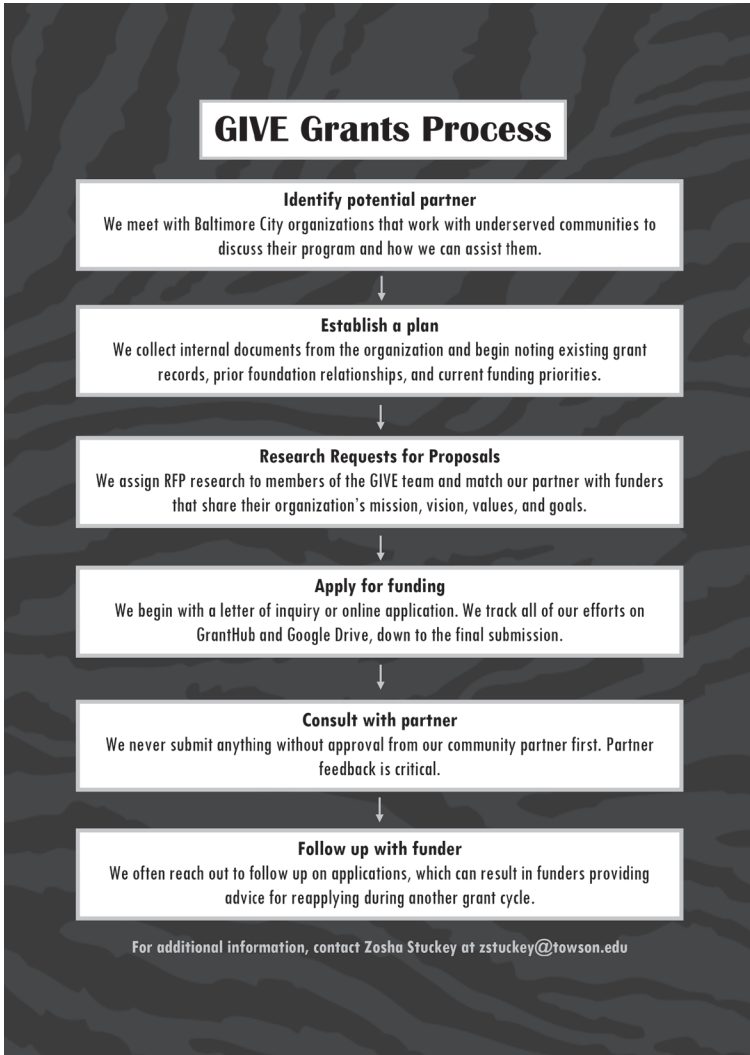 GIVE Grants Process
Identify potential partner
We meet with Baltimore City organizations that work with underserved communities to
discuss their program and how we can assist them.
Establish a plan
We collect internal documents from the organization and begin noting existing grant
records, prior foundation relationships, and current funding priorities.
Research Requests for Proposals
We assign RFP research to members of the GIVE team and match our partner with funders
that share their organization's mission, vision, values, and goals.
Apply for funding
We begin with a letter of inquiry or online application. We track all of our efforts on
GrantHub and Google Drive, down to the final submission.
Consult with partner
We never submit anything without approval from our community partner first. Partner
feedback is critical.
Follow up with funder
We often reach out to follow up on applications, which can result in funders providing
advice for reapplying during another grant cycle.
For additional information, contact Zosha Stuckey at zstuckey@towson.edu